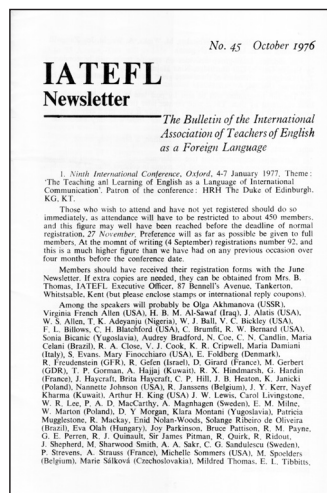 No. 45 October 1976
IATEFL
Newsletter
The Bulletin of the International
Association of Teachers of English
as a Foreign Language
1. Ninth International Conference, Oxford, 4-7 January 1977, Theme:
'The Teaching and Learning of English as a Language of International
Communication'. Patron of the conference: HRH The Duke of Edinburgh,
KG, KT.
Those who wish to attend and have not yet registered should do so
immediately, as attendance will have to be restricted to about 450 members,
and this figure may well have been reached before the deadline of normal
registration, 27 November. Preference will as far as possible be given to full
members. At the momnt of writing (4 September) registrations number 92, and
this is a much higher figure than we have had on any previous occasion over
four months before the conference date.
Members should have received their registration forms with the June
Newsletter. If extra copies are needed, they can be obtained from Mrs. B.
Thomas, IATEFL Executive Officer, 87 Bennell's Avenue, Tankerton,
Whitstable, Kent (but please enclose stamps or international reply coupons).
Among the speakers will probably be Olga Akhmanova (USSR),
Virginia French Allen (USA), H. B. M. Al-Sawaf (Iraq), J. Alatis (USA),
W. S. Allen, T. K. Adeyanju (Nigeria), W. J. Ball, V. C. Bickley (USA),
F. L. Billows, C. H. Blatchford (USA), C. Brumfit, R. W. Bernard (USA),
Sonia Bicanic (Yugoslavia), Audrey Bradford, N. Coe, C. N. Candlin, Maria
Celani (Brazil), R. A. Close, V. J. Cook, K. R. Cripwell, Maria Damiani
(Italy), S. Evans, Mary Finocchiaro (USA), E. Foldberg (Denmark),
R. Freudenstein (GFR), R. Gefen (Israel), D. Girard (France), M. Gerbert
(GDR), T. P. Gorman, A. Hajjaj (Kuwait), R. X. Hindmarsh, G. Hardin
(France), J. Haycraft, Brita Haycraft, C. P. Hill, J. B. Heaton, K. Janicki
(Poland), Nannette Johnson (USA), R. Janssens (Belgium), J. Y. Kerr, Nayef
Kharma (Kuwait), Arthur H. King (USA) J. W. Lewis, Carol Livingstone,
W. R. Lee, P. A. D. MacCarthy, A. Magnhagen (Sweden), E. M. Milne,
W. Marton (Poland), D. Y Morgan, Klara Montani (Yugoslavia), Patricia
Mugglestone, R. Mackay, Enid Nolan-Woods, Solange Ribeiro de Oliveira
(Brazil), Eva Olah (Hungary), Joy Parkinson, Bruce Pattison, R. M. Payne,
G. E. Perren, R. J. Quinault, Sir James Pitman, R. Quirk, R. Ridout,
J. Shepherd, M. Sharwood Smith, A. A. Sakr, C. G. Sandulescu (Sweden),
P. Strevens, A. Strauss (France), Michelle Sommers (USA), M. Spoelders
(Belgium), Marie Sálková (Czechoslovakia), Mildred Thomas, E. L. Tibbitts,